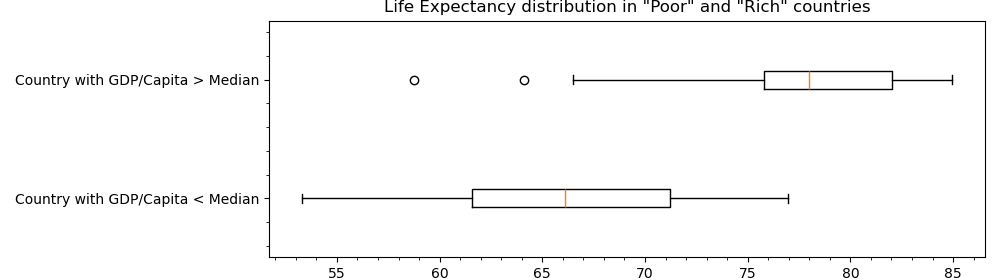 Life Expectancy distribution in "Poor" and "Rich" countries
Country with GDP/Capita > Median
Country with GDP/Capita < Median
55 60 65 70 75 80 85